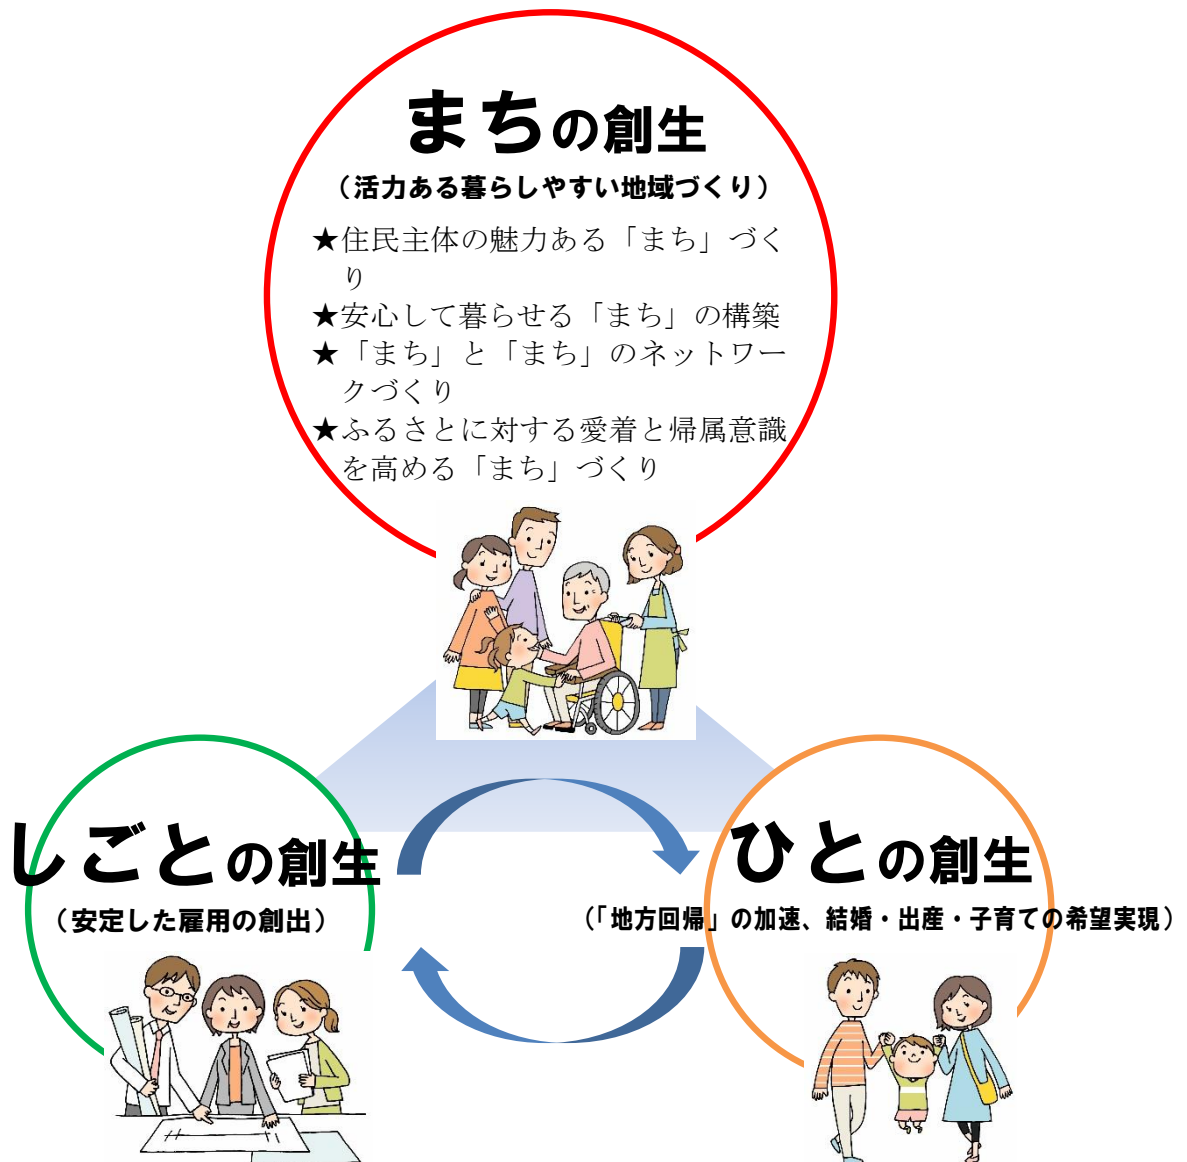 まちの創生
（活力ある暮らしやすい地域づくり）
★住民主体の魅力ある「まち」づく
り
★安心して暮らせる「まち」の構築
★「まち」と「まち」のネットワー
クづくり
★ふるさとに対する愛着と帰属意識
を高める「まち」づくり
しごとの創生
（安定した雇用の創出）
ひとの創生
（「地方回帰」の加速、結婚・出産・子育ての希望実現）